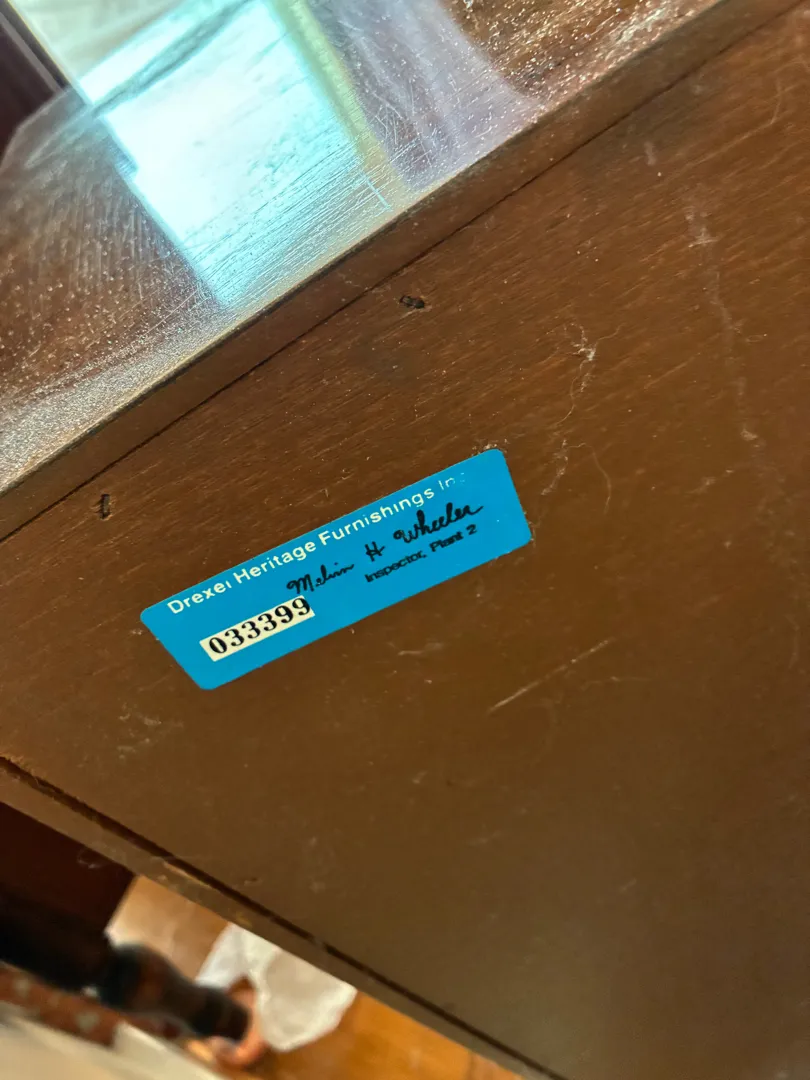 Drexel Heritage Furnishings Inc
Melvin H Wheeler
Inspector, Plant 2
033399